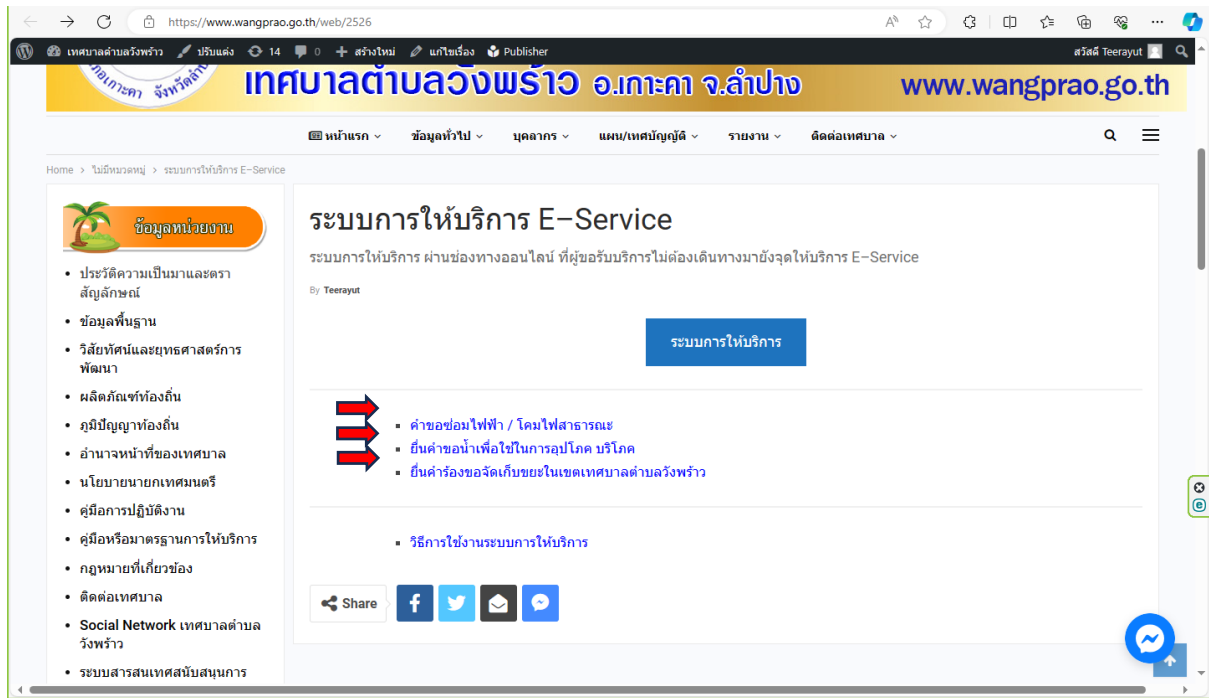 https://www.wangprao.go.th/web/2526
เทศบาลตำบลวังพร้าว ปรับแต่ง 14 0 + สร้างใหม่ แก้ไขเรื่อง Publisher สวัสดี Teerayut
เทศบาลตำบลวังพร้าว อ.เกาะคา จ.ลำปาง www.wangprao.go.th
หน้าแรก ข้อมูลทั่วไป บุคลากร แผน/เทศบัญญัติ รายงาน ติดต่อเทศบาล
Home > ไม่มีหมวดหมู่ > ระบบการให้บริการ E–Service
ข้อมูลหน่วยงาน
• ประวัติความเป็นมาและตรา
สัญลักษณ์
• ข้อมูลพื้นฐาน
• วิสัยทัศน์และยุทธศาสตร์การ
พัฒนา
• ผลิตภัณฑ์ท้องถิ่น
• ภูมิปัญญาท้องถิ่น
• อำนาจหน้าที่ของเทศบาล
• นโยบายนายกเทศมนตรี
• คู่มือการปฏิบัติงาน
• คู่มือหรือมาตรฐานการให้บริการ
• กฎหมายที่เกี่ยวข้อง
• ติดต่อเทศบาล
• Social Network เทศบาลตำบล
วังพร้าว
• ระบบสารสนเทศสนับสนุนการ
ระบบการให้บริการ E–Service
ระบบการให้บริการ ผ่านช่องทางออนไลน์ ที่ผู้ขอรับบริการไม่ต้องเดินทางมายังจุดให้บริการ E–Service
By Teerayut
ระบบการให้บริการ
▪ คำขอซ่อมไฟฟ้า / โคมไฟสาธารณะ
▪ ยื่นคำขอน้ำเพื่อใช้ในการอุปโภค บริโภค
▪ ยื่นคำร้องขอจัดเก็บขยะในเขตเทศบาลตำบลวังพร้าว
▪ วิธีการใช้งานระบบการให้บริการ
Share